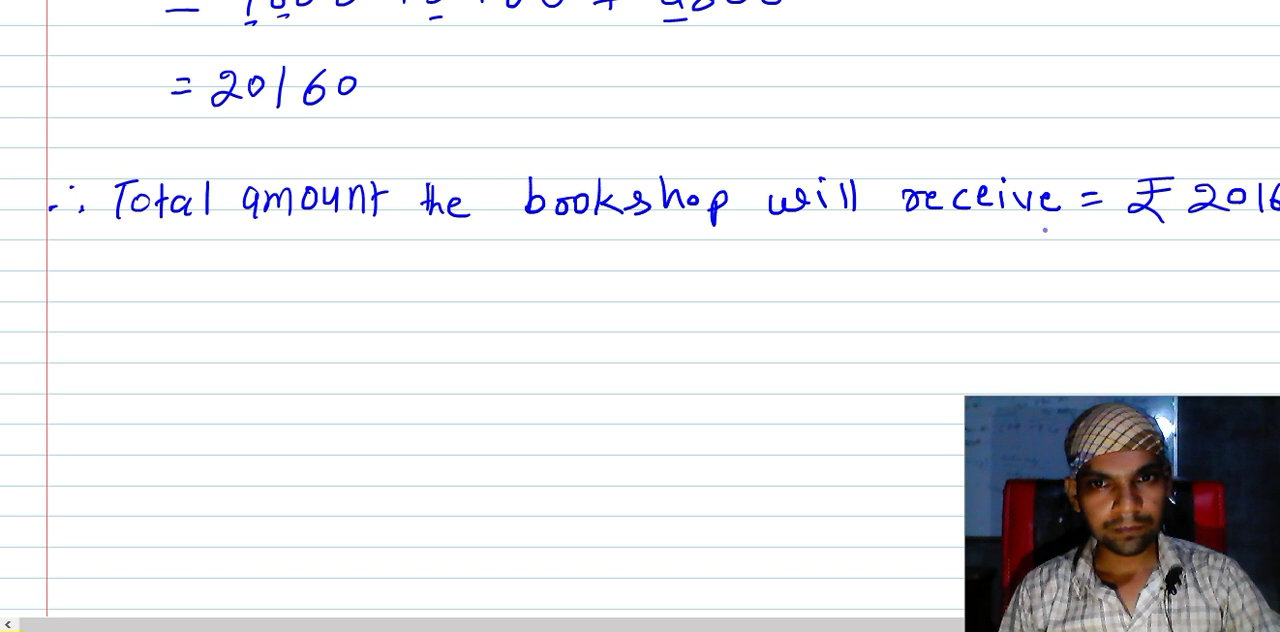 = 20160
∴ Total amount the bookshop will receive = ₹ 2016